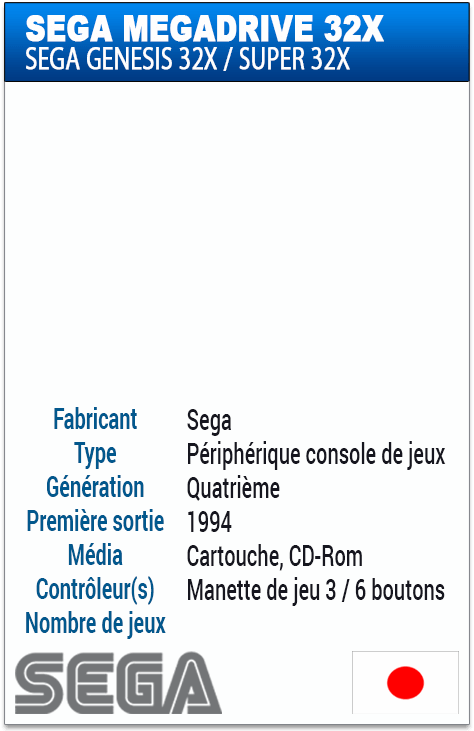 SEGA MEGADRIVE 32X
SEGA GENESIS 32X / SUPER 32X
Fabricant Sega
Type Périphérique console de jeux
Génération Quatrième
Première sortie 1994
Média Cartouche, CD-Rom
Contrôleur(s) Manette de jeu 3 / 6 boutons
Nombre de jeux
SEGA